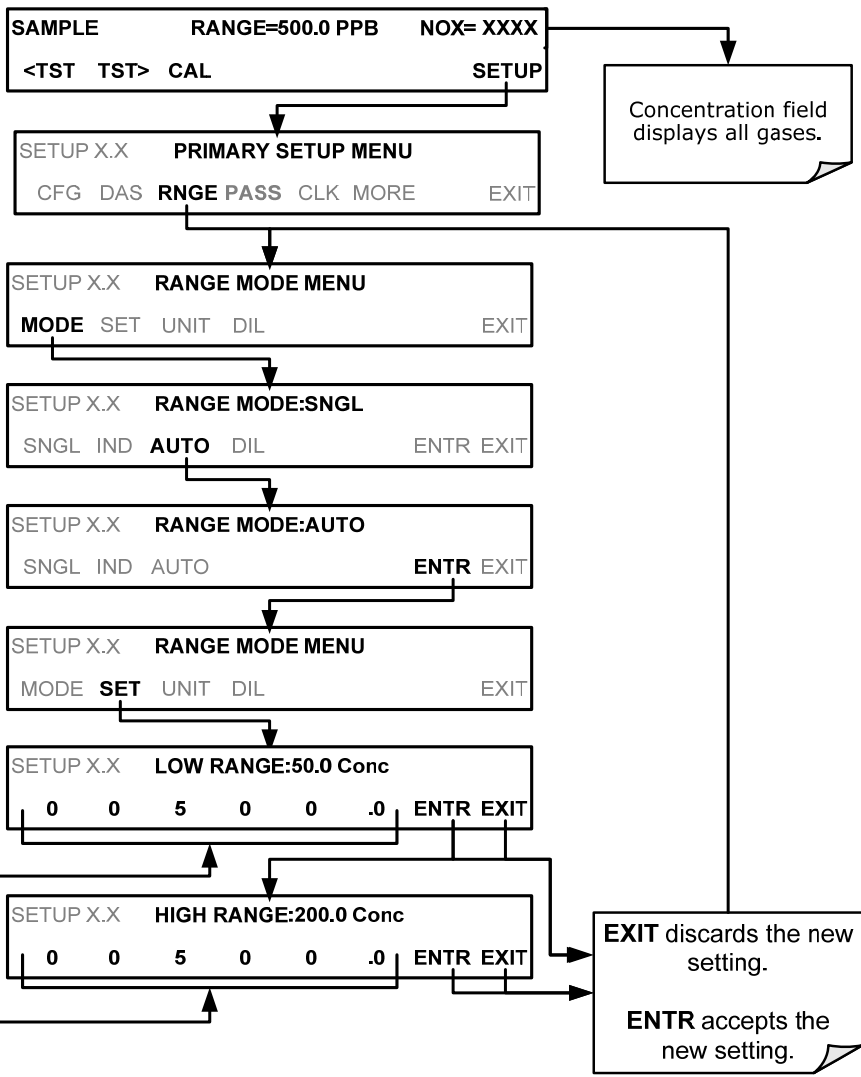 SAMPLE RANGE=500.0 PPB NOX= XXXX
<TST TST> CAL SETUP
Concentration field
displays all gases.
SETUP X.X PRIMARY SETUP MENU
CFG DAS RNGE PASS CLK MORE EXIT
SETUP X.X RANGE MODE MENU
MODE SET UNIT DIL EXIT
SETUP X.X RANGE MODE:SNGL
SNGL IND AUTO DIL ENTR EXIT
SETUP X.X RANGE MODE:AUTO
SNGL IND AUTO ENTR EXIT
SETUP X.X RANGE MODE MENU
MODE SET UNIT DIL EXIT
SETUP X.X LOW RANGE:50.0 Conc
0 0 5 0 0 .0 ENTR EXIT
SETUP X.X HIGH RANGE:200.0 Conc
0 0 5 0 0 .0 ENTR EXIT
EXIT discards the new
setting.
ENTR accepts the
new setting.